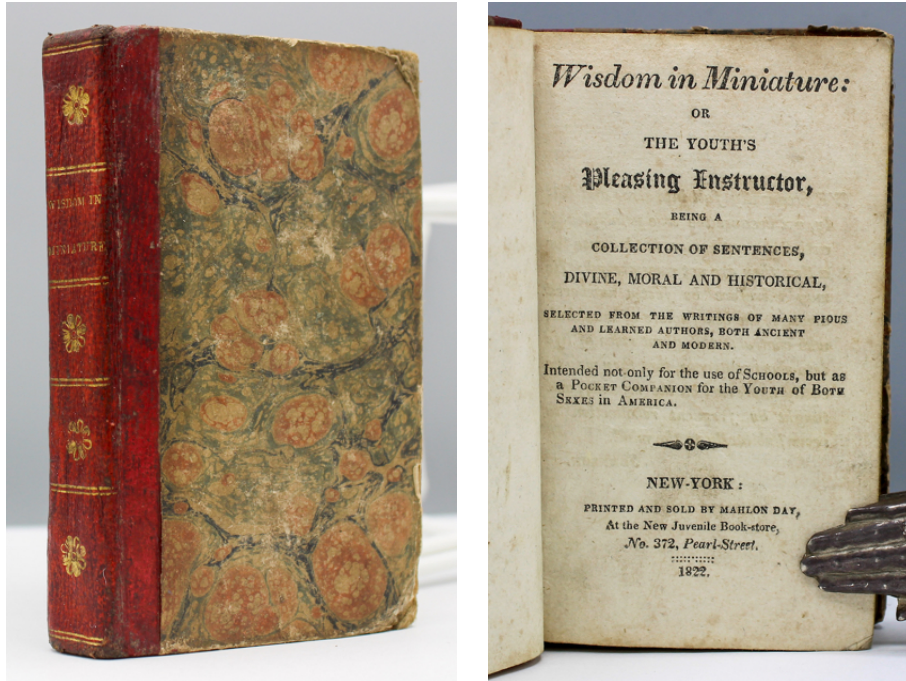 WISDOM IN
MINIATURE
Wisdom in Miniature:
OR
THE YOUTH'S
Pleasing Instructor,
BEING A
COLLECTION OF SENTENCES,
DIVINE, MORAL AND HISTORICAL,
SELECTED FROM THE WRITINGS OF MANY PIOUS
AND LEARNED AUTHORS, BOTH ANCIENT
AND MODERN.
Intended not only for the use of SCHOOLS, but as
a POCKET COMPANION for the YOUTH of BOTH
SEXES in AMERICA.
NEW-YORK:
PRINTED AND SOLD BY MAHLON DAY,
At the New Juvenile Book-store,
No. 372, Pearl-Street.
1822.